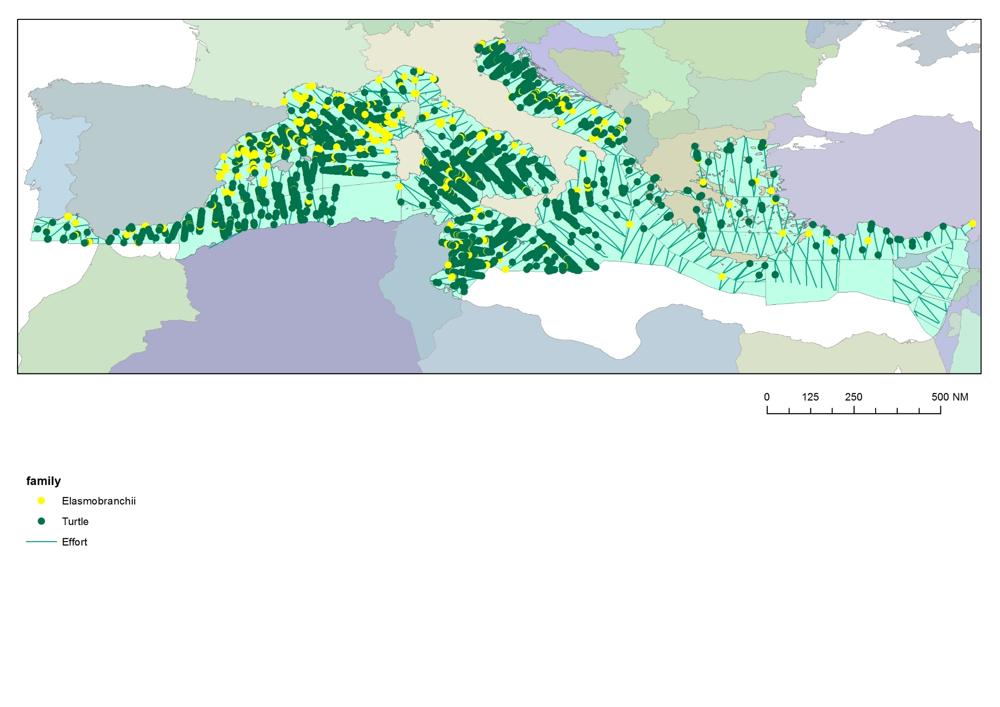 0 125 250 500 NM
family
Elasmobranchii
Turtle
Effort